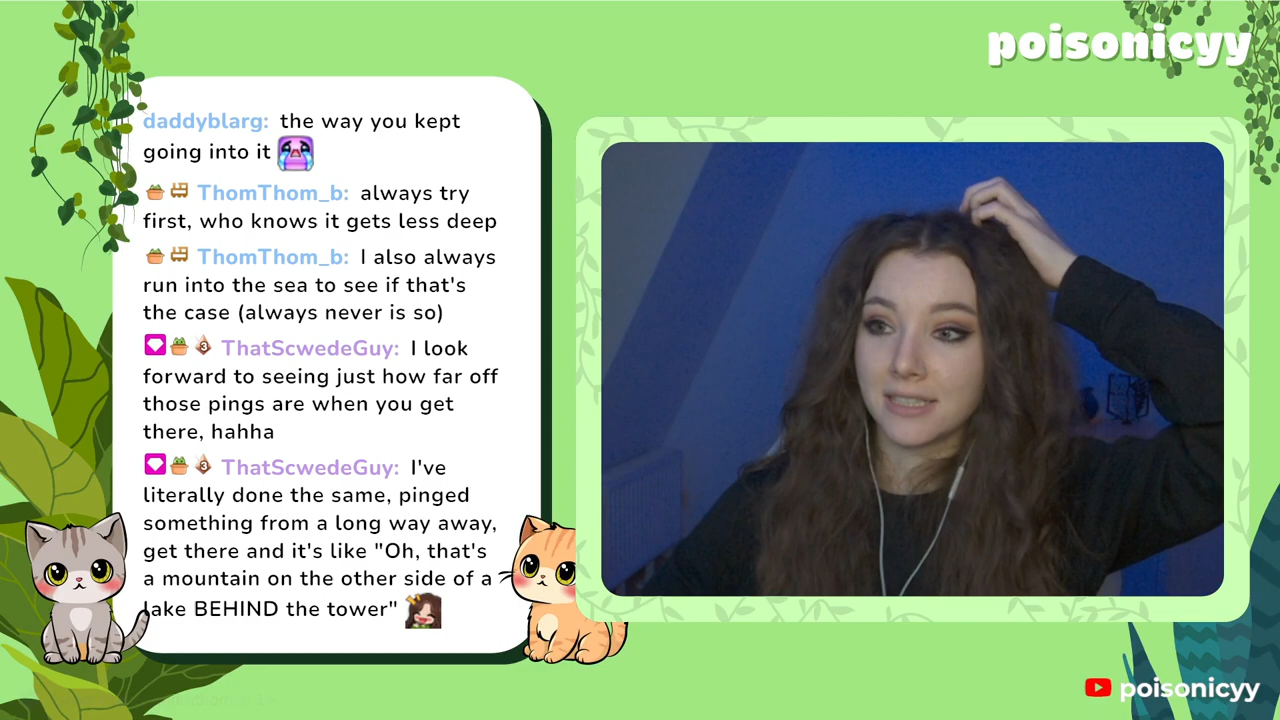 poisonicyy
daddyblarg: the way you kept
going into it
ThomThom_b: always try
first, who knows it gets less deep
ThomThom_b: I also always
run into the sea to see if that's
the case (always never is so)
3 ThatScwedeGuy: I look
forward to seeing just how far off
those pings are when you get
there, hahha
3 ThatScwedeGuy: I've
literally done the same, pinged
something from a long way away,
get there and it's like "Oh, that's
a mountain on the other side of a
lake BEHIND the tower"
poisonicyy